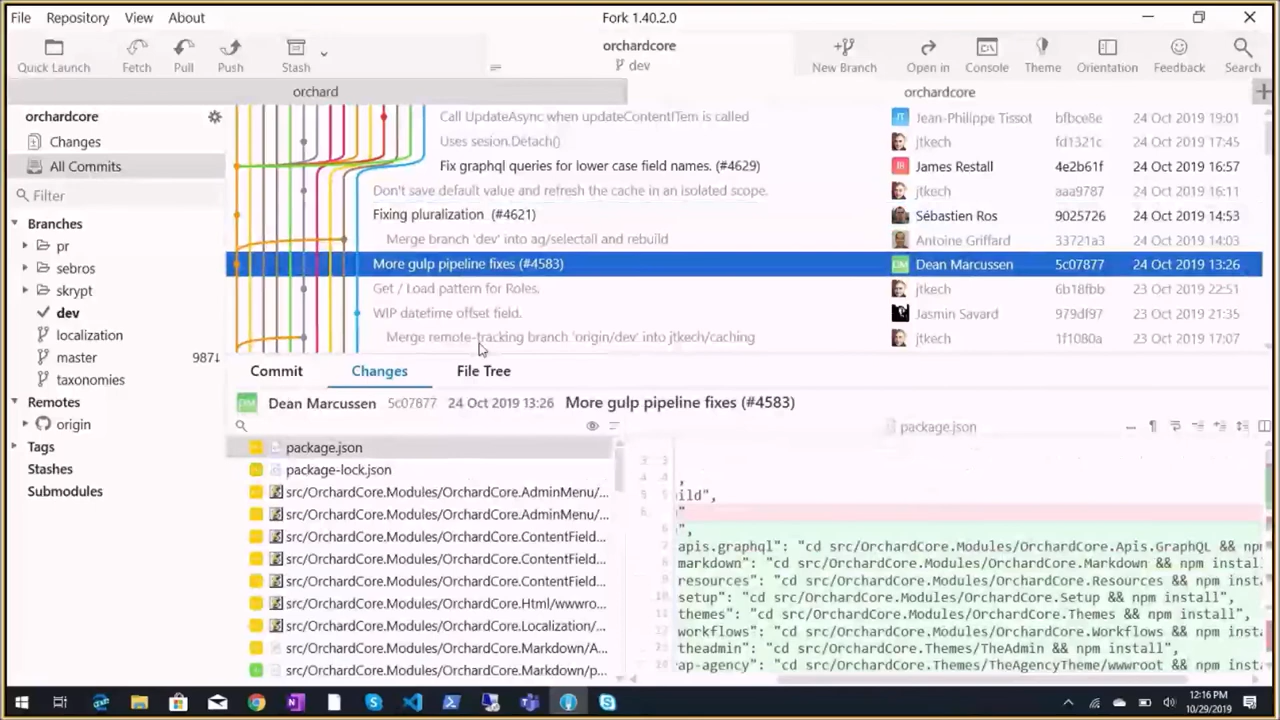 File Repository View About Fork 1.40.2.0
Quick Launch Fetch Pull Push Stash orchardcore dev New Branch Open in Console Theme Orientation Feedback Search
orchard orchardcore
orchardcore
Changes
All Commits
Filter
Branches
pr
sebros
skrypt
dev
localization
master 987↓
taxonomies
Remotes
origin
Tags
Stashes
Submodules
Call UpdateAsync when updateContentItem is called Jean-Philippe Tissot bfbce8e 24 Oct 2019 19:01
Uses sesion.Detach() jtkech fd1321c 24 Oct 2019 17:45
Fix graphql queries for lower case field names. (#4629) James Restall 4e2b61f 24 Oct 2019 16:57
Don't save default value and refresh the cache in an isolated scope. jtkech aaa9787 24 Oct 2019 16:11
Fixing pluralization (#4621) Sébastien Ros 9025726 24 Oct 2019 14:53
Merge branch 'dev' into ag/selectall and rebuild Antoine Griffard 33721a3 24 Oct 2019 14:03
More gulp pipeline fixes (#4583) DM Dean Marcussen 5c07877 24 Oct 2019 13:26
Get / Load pattern for Roles. jtkech 6b18fbb 23 Oct 2019 22:51
WIP datetime offset field. Jasmin Savard 979df97 23 Oct 2019 21:35
Merge remote-tracking branch 'origin/dev' into jtkech/caching jtkech 1f1080a 23 Oct 2019 17:07
Commit Changes File Tree
DM Dean Marcussen 5c07877 24 Oct 2019 13:26 More gulp pipeline fixes (#4583)
package.json
package.json
package-lock.json
src/OrchardCore.Modules/OrchardCore.AdminMenu/...
src/OrchardCore.Modules/OrchardCore.AdminMenu/...
src/OrchardCore.Modules/OrchardCore.ContentField...
src/OrchardCore.Modules/OrchardCore.ContentField...
src/OrchardCore.Modules/OrchardCore.ContentField...
src/OrchardCore.Modules/OrchardCore.Html/wwwro...
src/OrchardCore.Modules/OrchardCore.Localization/...
src/OrchardCore.Modules/OrchardCore.Markdown/A...
src/OrchardCore.Modules/OrchardCore.Markdown/p...
,
ild",
"
",
apis.graphql": "cd src/OrchardCore.Modules/OrchardCore.Apis.GraphQL && npm
markdown": "cd src/OrchardCore.Modules/OrchardCore.Markdown && npm instal
resources": "cd src/OrchardCore.Modules/OrchardCore.Resources && npm inst
setup": "cd src/OrchardCore.Modules/OrchardCore.Setup && npm install",
themes": "cd src/OrchardCore.Modules/OrchardCore.Themes && npm install",
workflows": "cd src/OrchardCore.Modules/OrchardCore.Workflows && npm inst
theadmin": "cd src/OrchardCore.Themes/TheAdmin && npm install",
ap-agency": "cd src/OrchardCore.Themes/TheAgencyTheme/wwwroot && npm inst
12:16 PM
10/29/2019